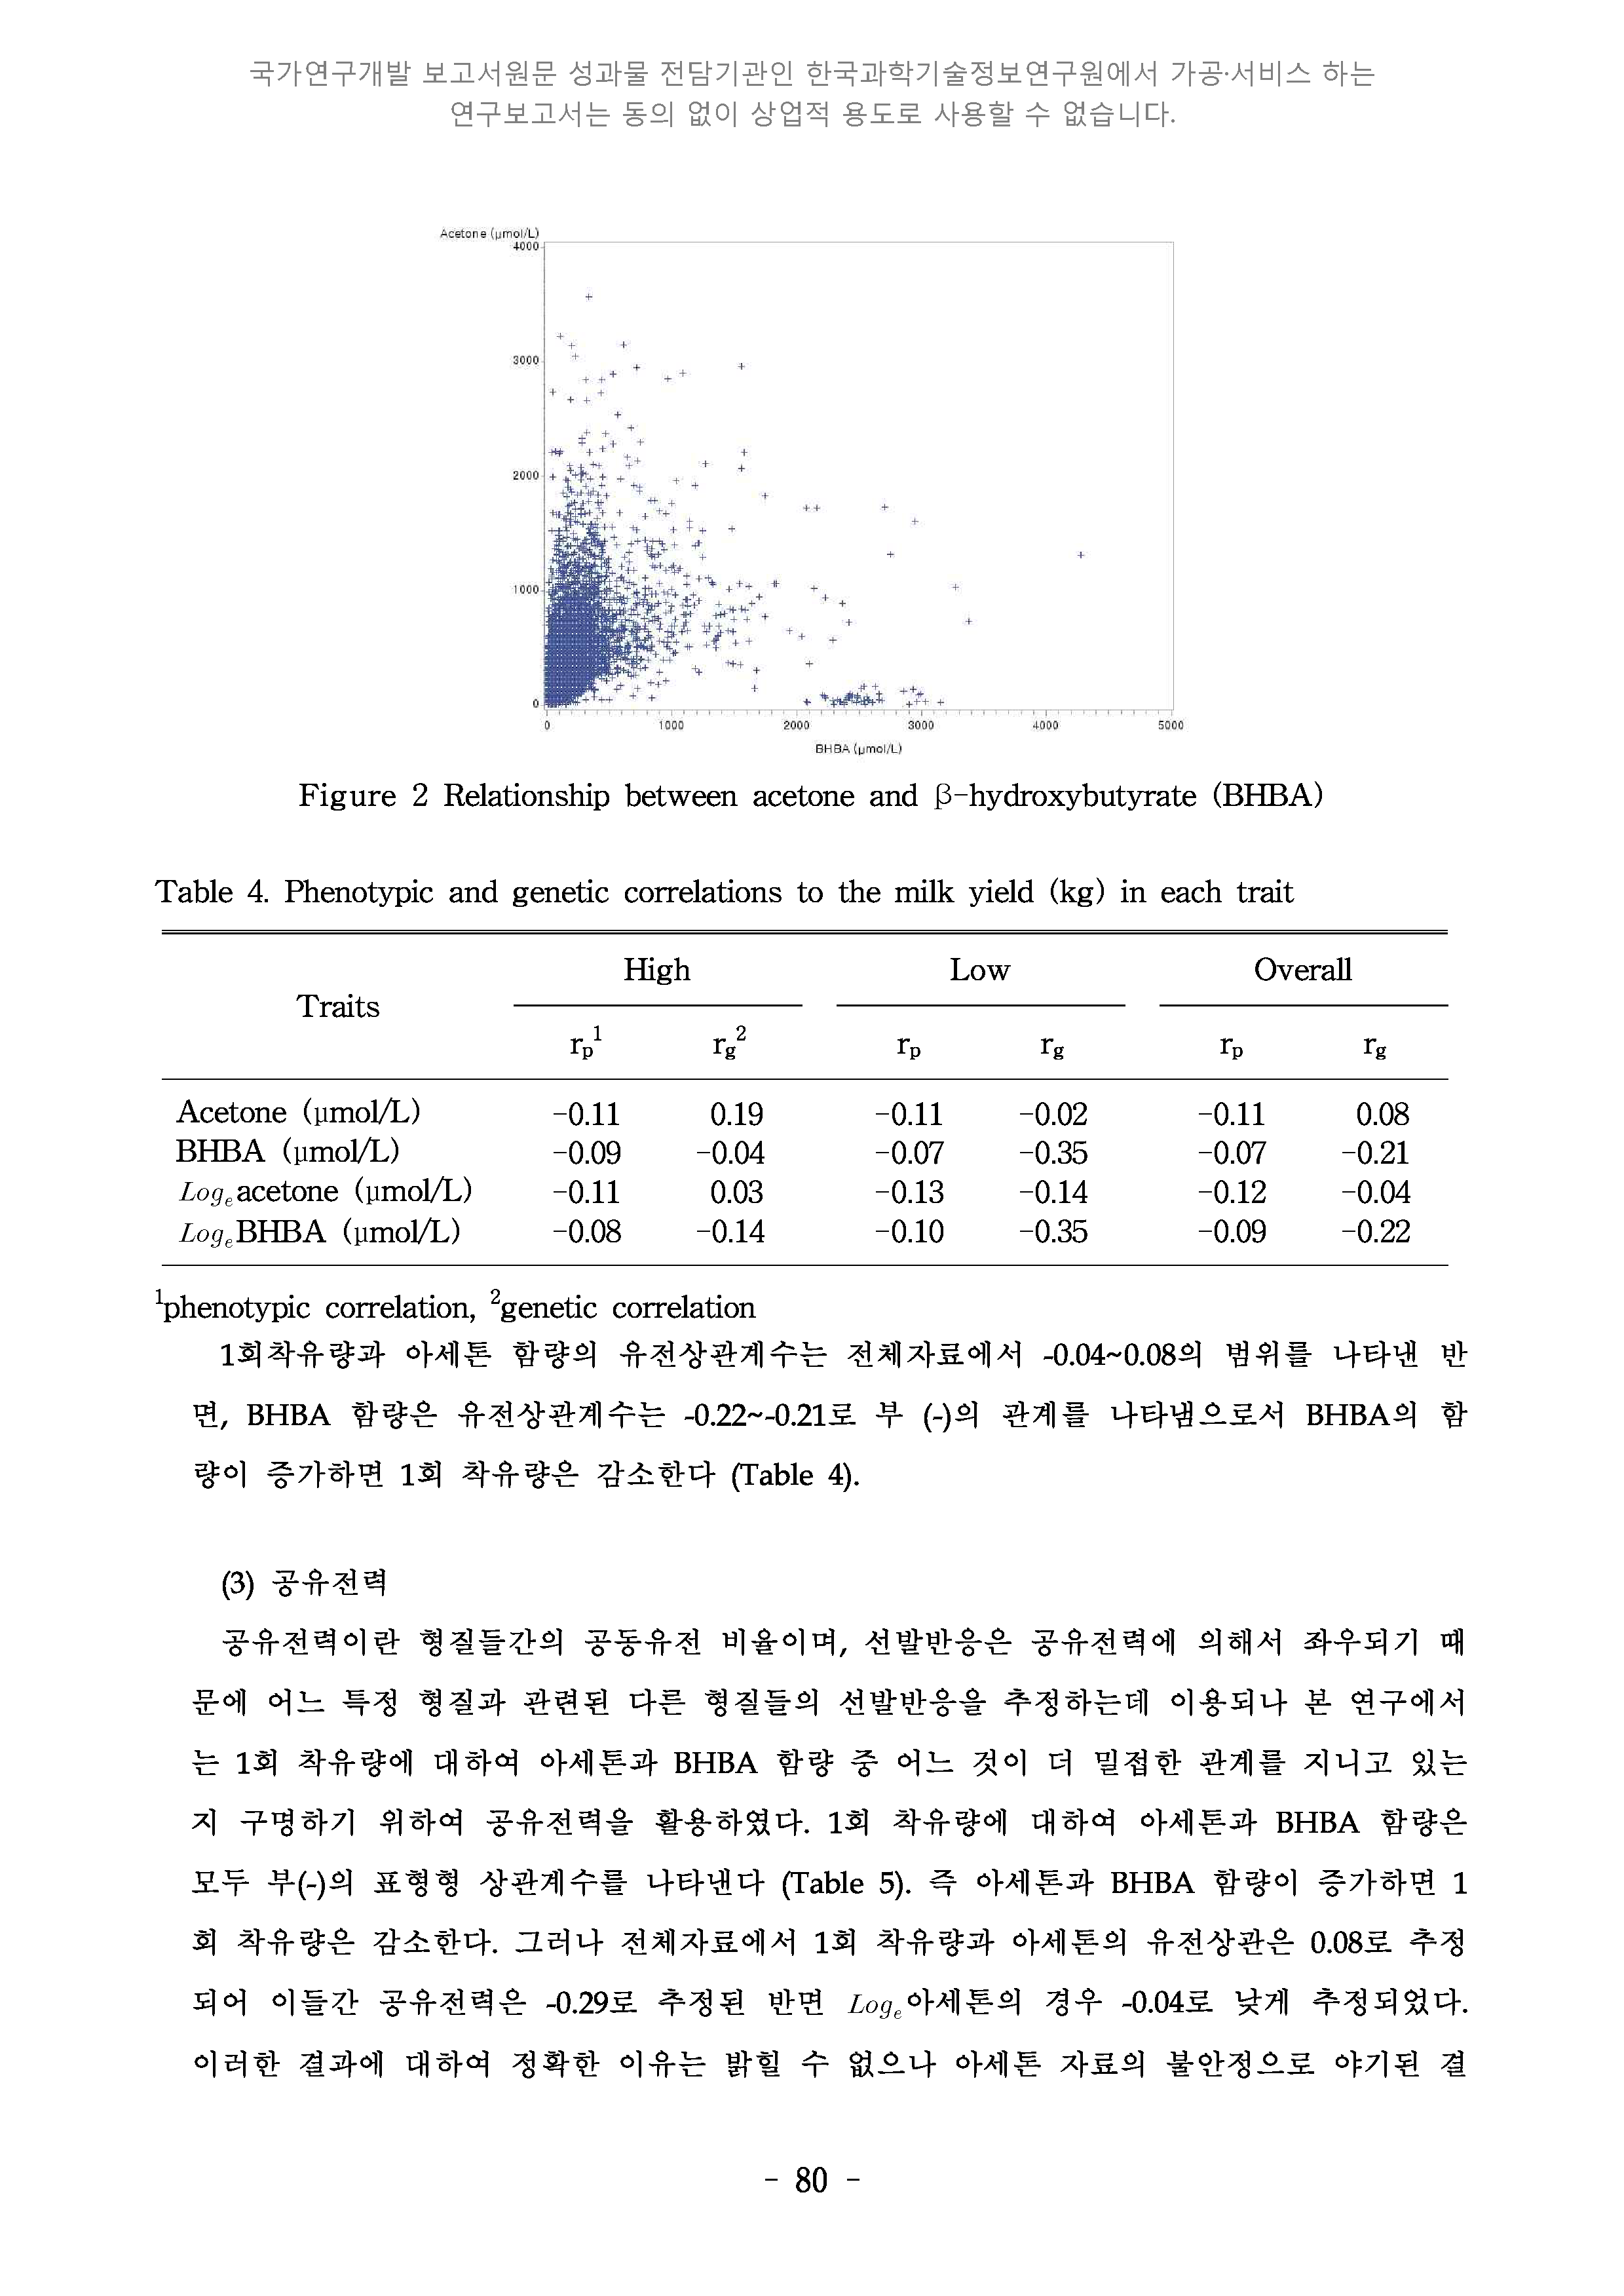 국가연구개발 보고서원문 성과물 전담기관인 한국과학기술정보연구원에서 가공·서비스 하는
연구보고서는 동의 없이 상업적 용도로 사용할 수 없습니다.
Acetone (μmol/L)
4000
3000
2000
1000
0
0 1000 2000 3000 4000 5000
BHBA (μmol/L)
Figure 2 Relationship between acetone and β-hydroxybutyrate (BHBA)
Table 4. Phenotypic and genetic correlations to the milk yield (kg) in each trait
Traits High Low Overall
rp¹ rg² rp rg rp rg
Acetone (μmol/L) -0.11 0.19 -0.11 -0.02 -0.11 0.08
BHBA (μmol/L) -0.09 -0.04 -0.07 -0.35 -0.07 -0.21
Logₑacetone (μmol/L) -0.11 0.03 -0.13 -0.14 -0.12 -0.04
LogₑBHBA (μmol/L) -0.08 -0.14 -0.10 -0.35 -0.09 -0.22
¹phenotypic correlation, ²genetic correlation
1회착유량과 아세톤 함량의 유전상관계수는 전체자료에서 -0.04~0.08의 범위를 나타낸 반
면, BHBA 함량은 유전상관계수는 -0.22~-0.21로 부 (-)의 관계를 나타냄으로서 BHBA의 함
량이 증가하면 1회 착유량은 감소한다 (Table 4).
(3) 공유전력
공유전력이란 형질들간의 공동유전 비율이며, 선발반응은 공유전력에 의해서 좌우되기 때
문에 어느 특정 형질과 관련된 다른 형질들의 선발반응을 추정하는데 이용되나 본 연구에서
는 1회 착유량에 대하여 아세톤과 BHBA 함량 중 어느 것이 더 밀접한 관계를 지니고 있는
지 구명하기 위하여 공유전력을 활용하였다. 1회 착유량에 대하여 아세톤과 BHBA 함량은
모두 부(-)의 표형형 상관계수를 나타낸다 (Table 5). 즉 아세톤과 BHBA 함량이 증가하면 1
회 착유량은 감소한다. 그러나 전체자료에서 1회 착유량과 아세톤의 유전상관은 0.08로 추정
되어 이들간 공유전력은 -0.29로 추정된 반면 Logₑ아세톤의 경우 -0.04로 낮게 추정되었다.
이러한 결과에 대하여 정확한 이유는 밝힐 수 없으나 아세톤 자료의 불안정으로 야기된 결
- 80 -